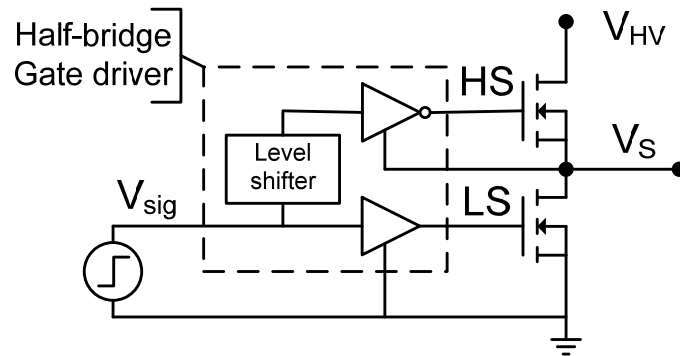 Half-bridge
Gate driver
V_HV
HS
Level
shifter
V_S
V_sig
LS